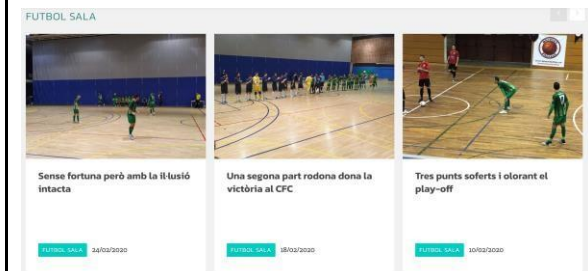 FUTBOL SALA
Sense fortuna però amb la il·lusió
intacta
Una segona part rodona dona la
victòria al CFC
Tres punts soferts i olorant el
play-off
FUTBOL SALA 24/02/2020
FUTBOL SALA 18/02/2020
FUTBOL SALA 10/02/2020